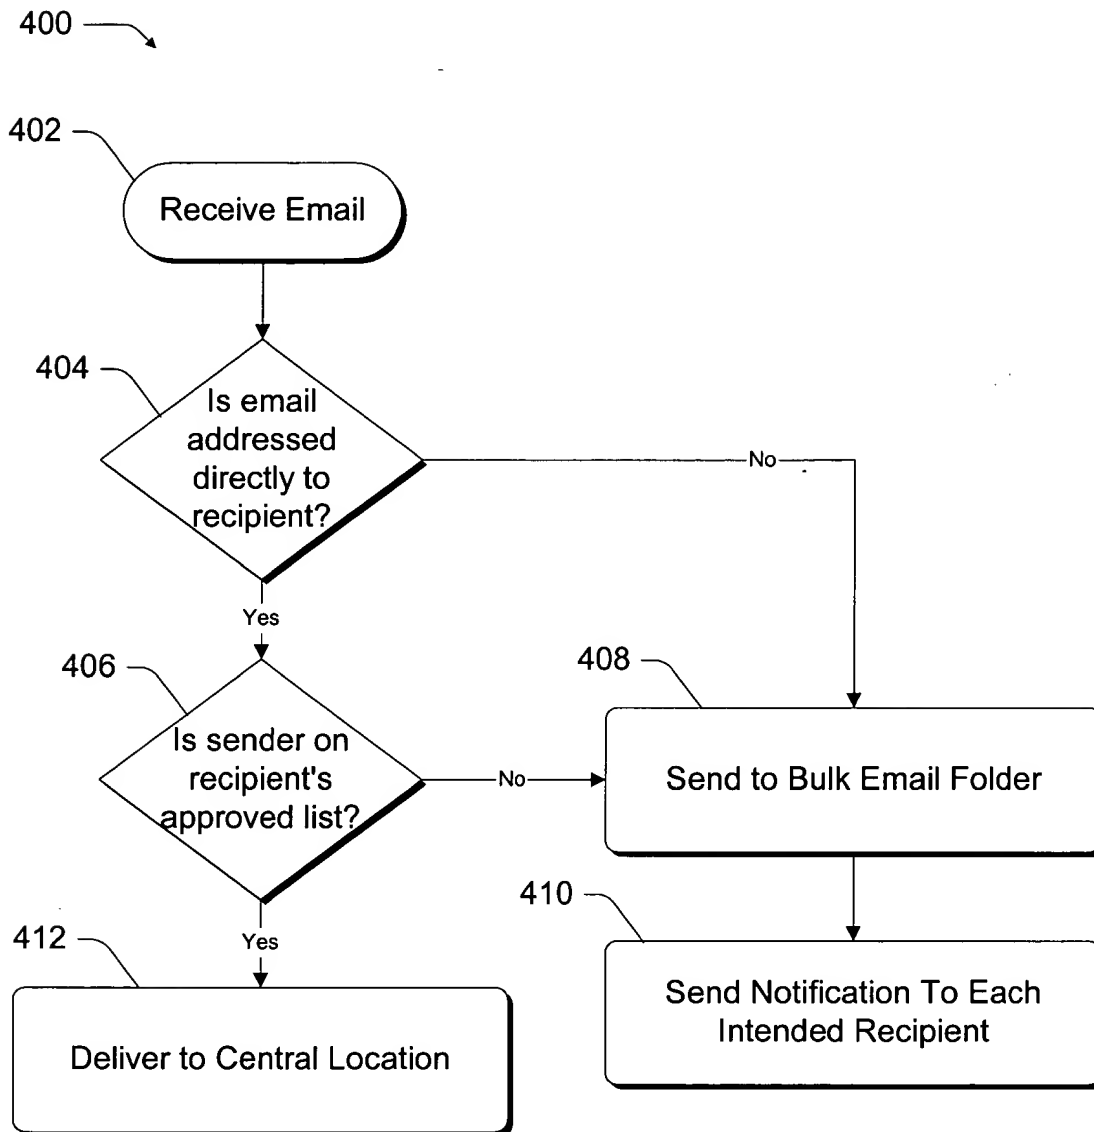 400
402
Receive Email
404
Is email
addressed
directly to
recipient?
No
Yes
406
Is sender on
recipient's
approved list?
No
408
Send to Bulk Email Folder
Yes
410
Send Notification To Each
Intended Recipient
412
Deliver to Central Location